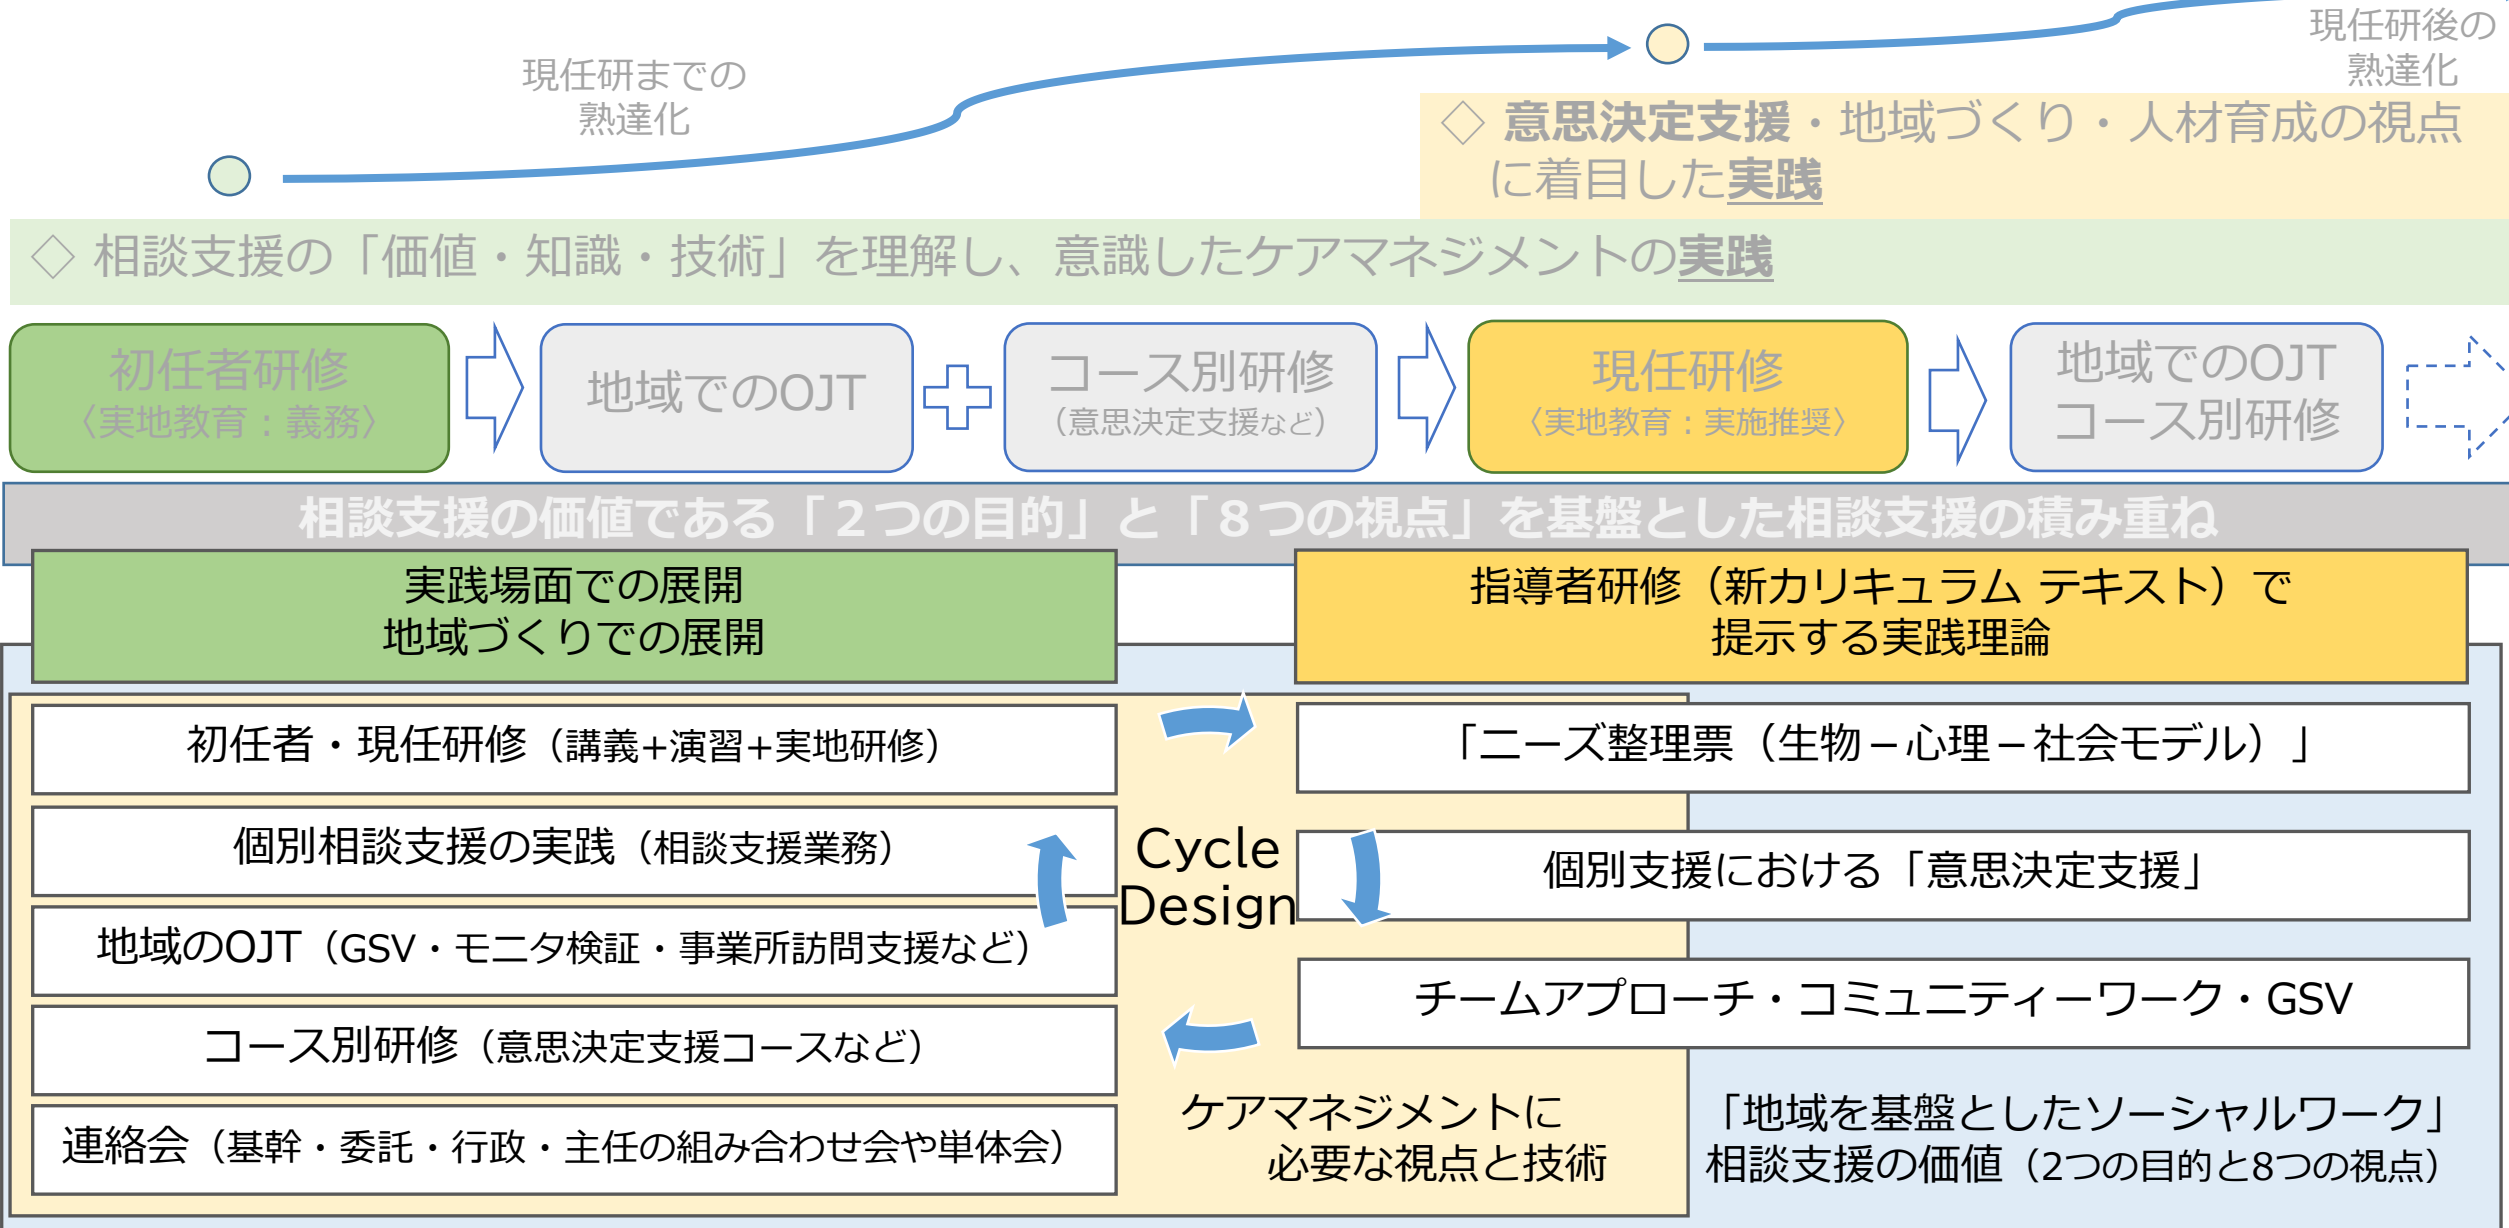 現任研後の
熟達化
現任研までの
熟達化
◇ 意思決定支援・地域づくり・人材育成の視点
に着目した実践
◇ 相談支援の「価値・知識・技術」を理解し、意識したケアマネジメントの実践
初任者研修
〈実地教育：義務〉
地域でのOJT
コース別研修
（意思決定支援など）
現任研修
〈実地教育：実施推奨〉
地域でのOJT
コース別研修
相談支援の価値である「２つの目的」と「８つの視点」を基盤とした相談支援の積み重ね
実践場面での展開
地域づくりでの展開
初任者・現任研修（講義+演習+実地研修）
個別相談支援の実践（相談支援業務）
地域のOJT（GSV・モニタ検証・事業所訪問支援など）
コース別研修（意思決定支援コースなど）
連絡会（基幹・委託・行政・主任の組み合わせ会や単体会）
Cycle
Design
指導者研修（新カリキュラム テキスト）で
提示する実践理論
「ニーズ整理票（生物－心理－社会モデル）」
個別支援における「意思決定支援」
チームアプローチ・コミュニティーワーク・GSV
ケアマネジメントに
必要な視点と技術
「地域を基盤としたソーシャルワーク」
相談支援の価値（2つの目的と8つの視点）